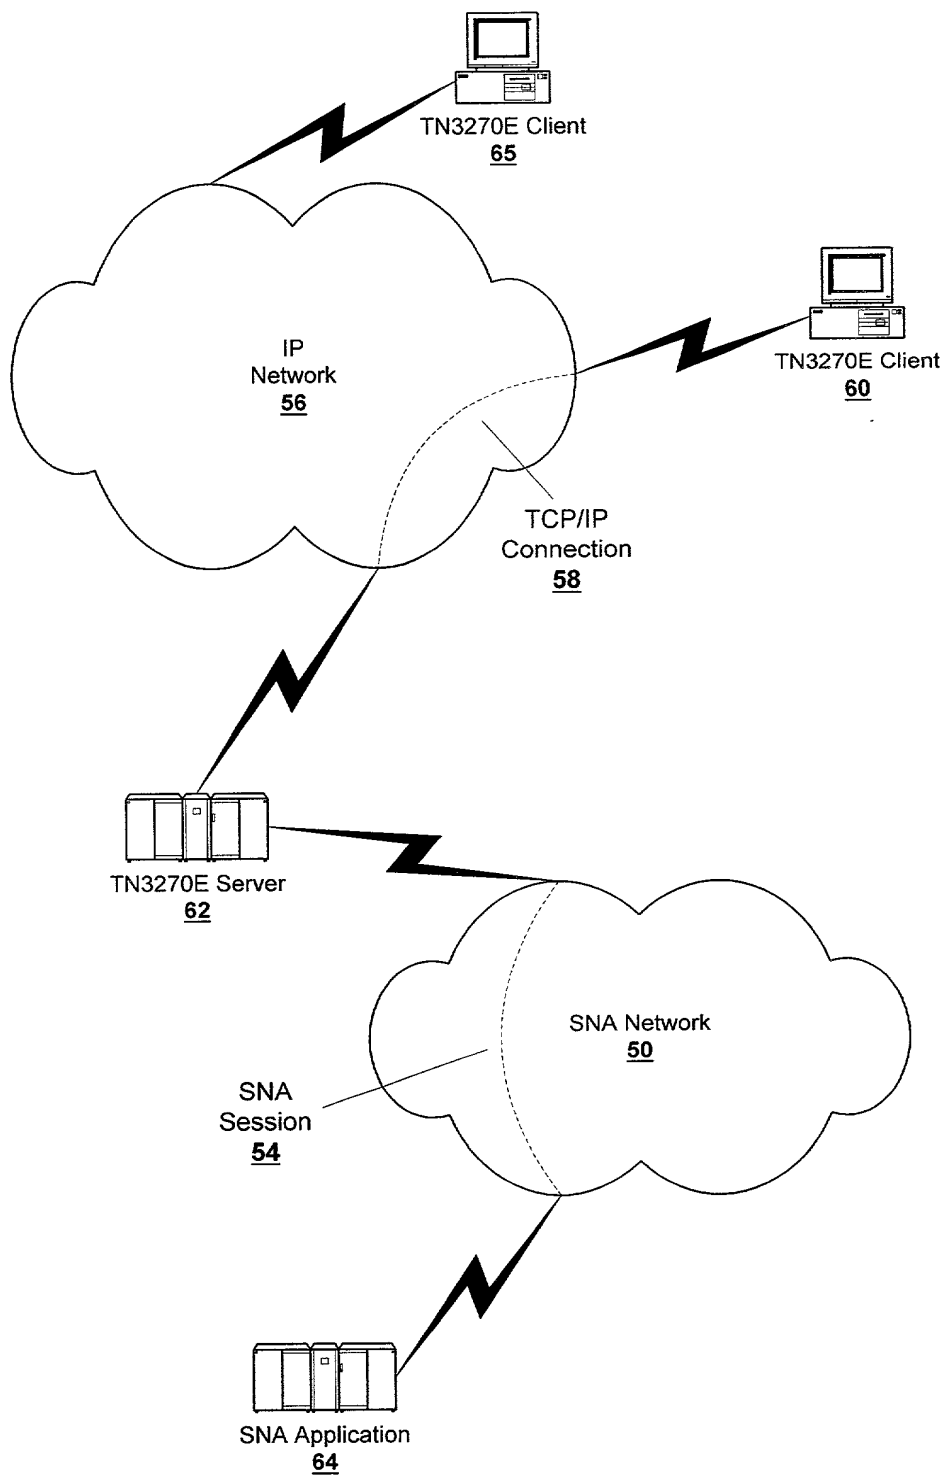 TN3270E Client
65
TN3270E Client
60
IP
Network
56
TCP/IP
Connection
58
TN3270E Server
62
SNA Network
50
SNA
Session
54
SNA Application
64